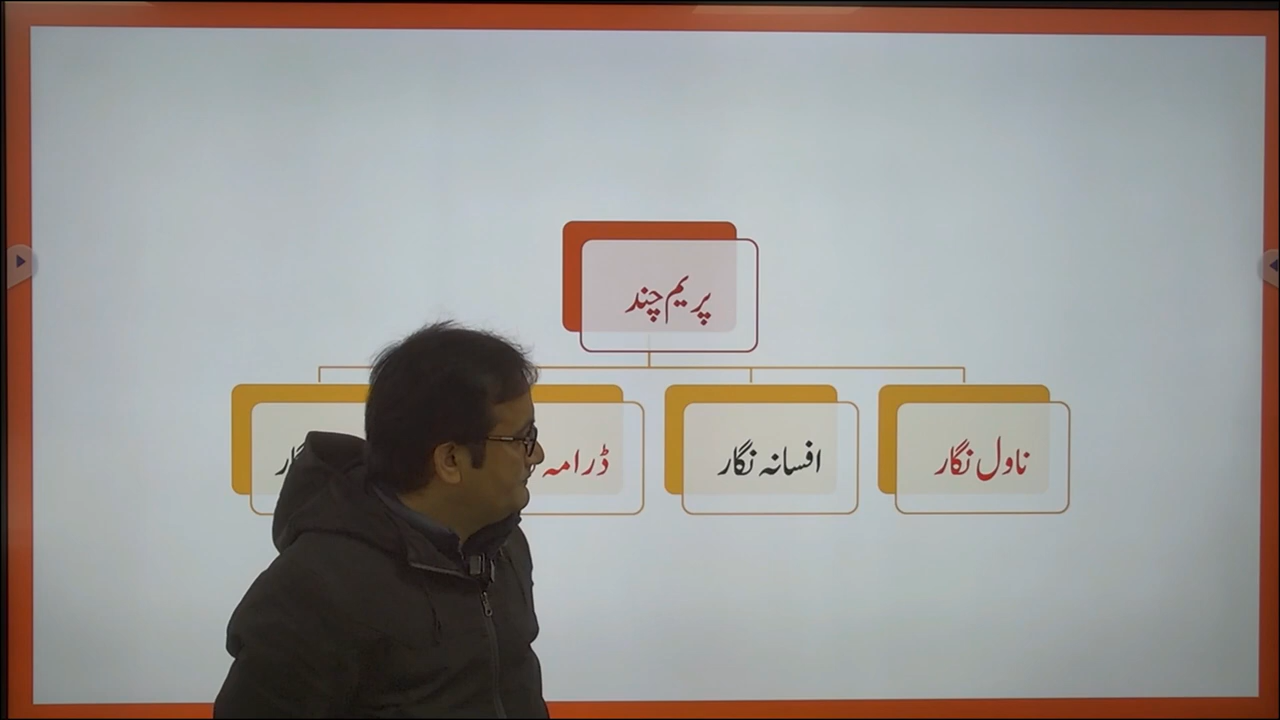 پریم چند
ناول نگار
افسانہ نگار
ڈرامہ